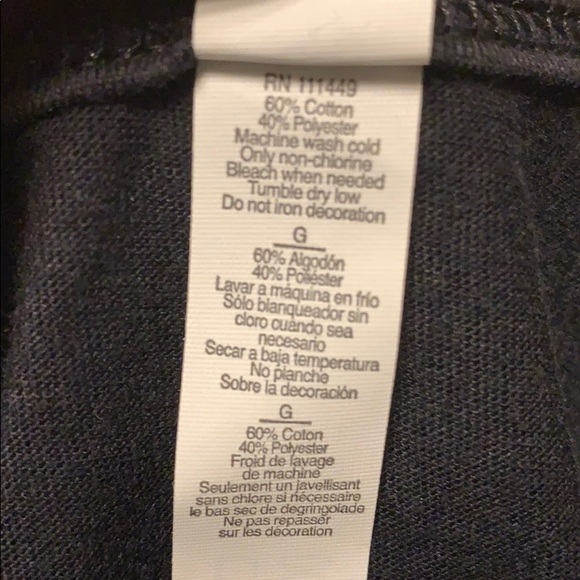 RN 111449
60% Cotton
40% Polyester
Machine wash cold
Only non-chlorine
Bleach when needed
Tumble dry low
Do not iron decoration
G
60% Algodón
40% Poliéster
Lavar a máquina en frío
Sólo blanqueador sin
cloro cuándo sea
necesario
Secar a baja temperatura
No planche
Sobre la decoración
G
60% Coton
40% Polyester
Froid de lavage
de machine
Seulement un javellisant
sans chlore si nécessaire
le bas sec de degringolade
Ne pas repasser
sur les décoration